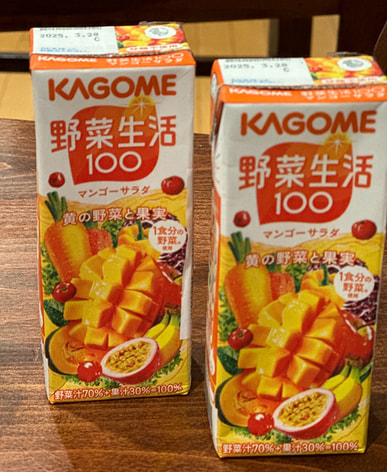 2025. 3.28
C
KAGOME
野菜生活
100
マンゴーサラダ
黄の野菜と果実
1食分の
野菜*
使用
野菜汁70%+果汁30%=100%
2025. 3.28
C
KAGOME
野菜生活
100
マンゴーサラダ
黄の野菜と果実
1食分の
野菜*
使用
野菜汁70%+果汁30%=100%